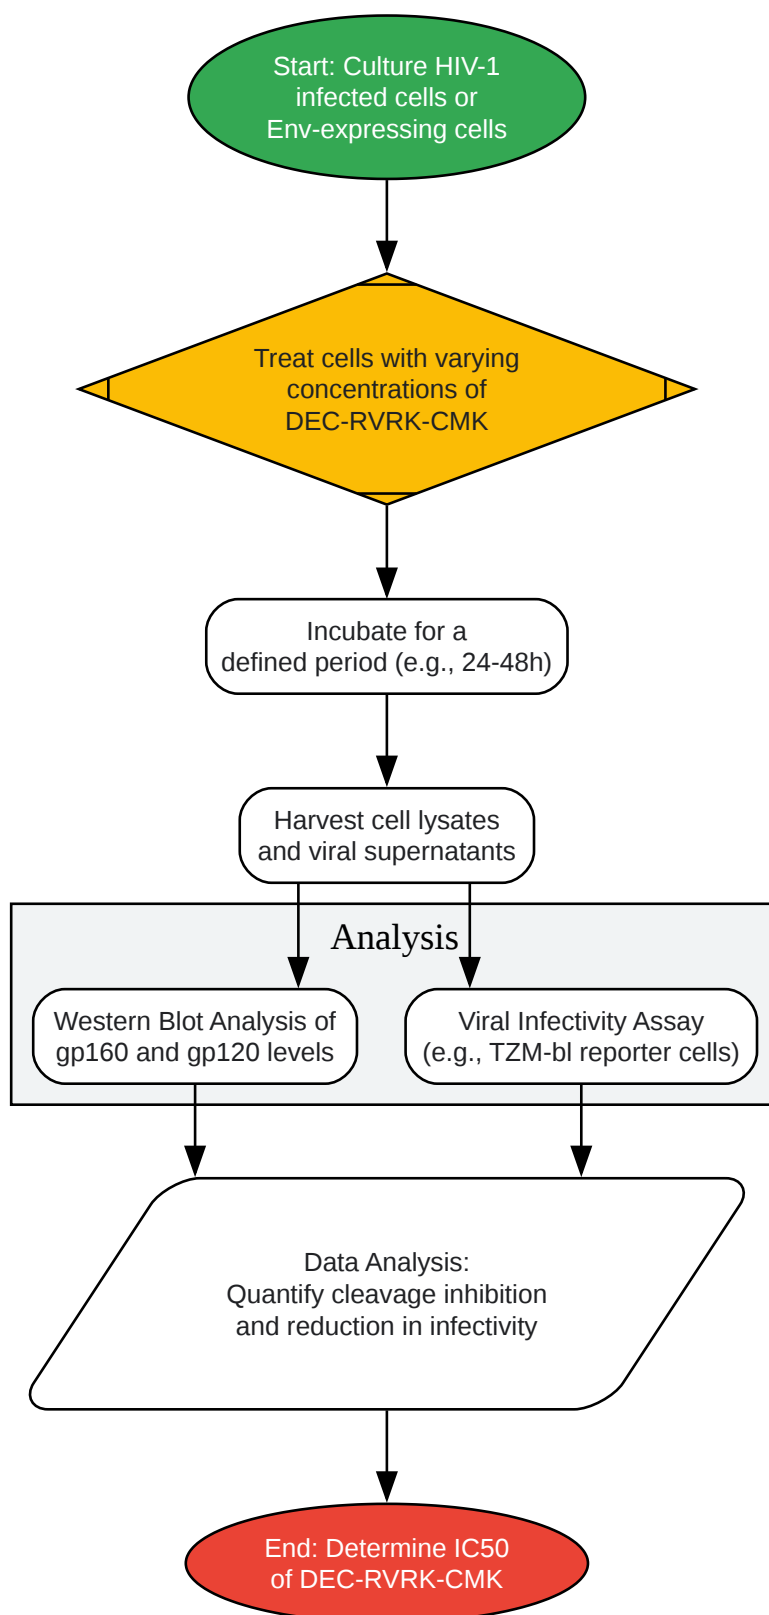 Start: Culture HIV-1
infected cells or
Env-expressing cells
Treat cells with varying
concentrations of
DEC-RVRK-CMK
Incubate for a
defined period (e.g., 24-48h)
Harvest cell lysates
and viral supernatants
Analysis
Western Blot Analysis of
gp160 and gp120 levels
Viral Infectivity Assay
(e.g., TZM-bl reporter cells)
Data Analysis:
Quantify cleavage inhibition
and reduction in infectivity
End: Determine IC50
of DEC-RVRK-CMK